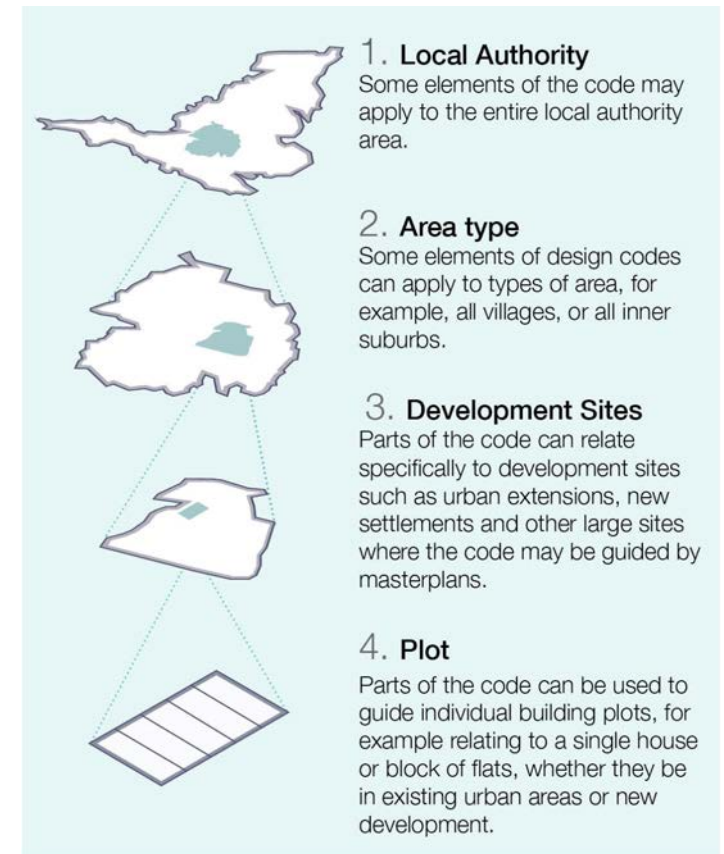 1. Local Authority
Some elements of the code may
apply to the entire local authority
area.
2. Area type
Some elements of design codes
can apply to types of area, for
example, all villages, or all inner
suburbs.
3. Development Sites
Parts of the code can relate
specifically to development sites
such as urban extensions, new
settlements and other large sites
where the code may be guided by
masterplans.
4. Plot
Parts of the code can be used to
guide individual building plots, for
example relating to a single house
or block of flats, whether they be
in existing urban areas or new
development.